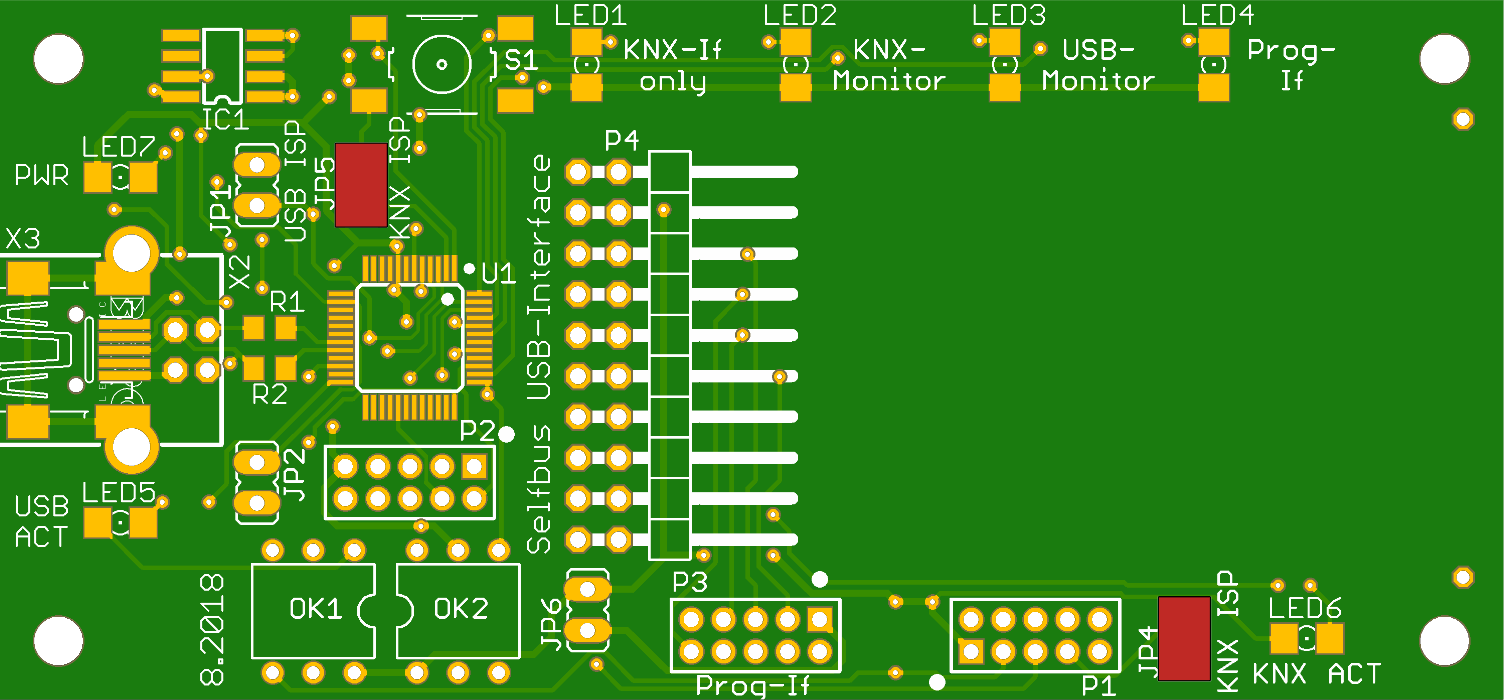 LED1
LED2
LED3
LED4
KNX-If
only
KNX-
Monitor
USB-
Monitor
Prog-
If
S1
IC1
LED7
PWR
JP1
USB ISP
JP5
KNX ISP
P4
X3
X2
U1
R1
R2
Selfbus USB-Interface
P2
JP2
LED5
USB
ACT
8.2018
OK1
OK2
JP6
P3
Prog-If
P1
JP4
KNX ISP
LED6
KNX ACT